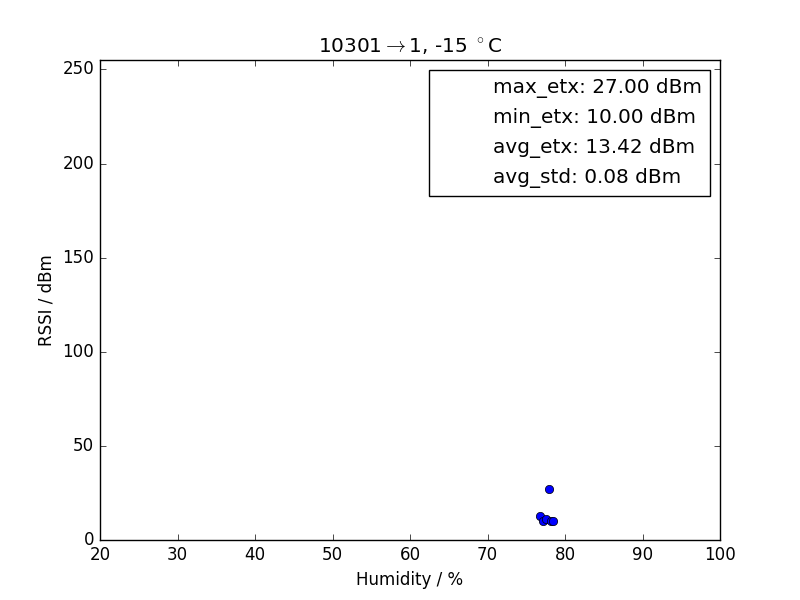 10301→1, -15 °C
max_etx: 27.00 dBm
min_etx: 10.00 dBm
avg_etx: 13.42 dBm
avg_std: 0.08 dBm
RSSI / dBm
250
200
150
100
50
0
20 30 40 50 60 70 80 90 100
Humidity / %